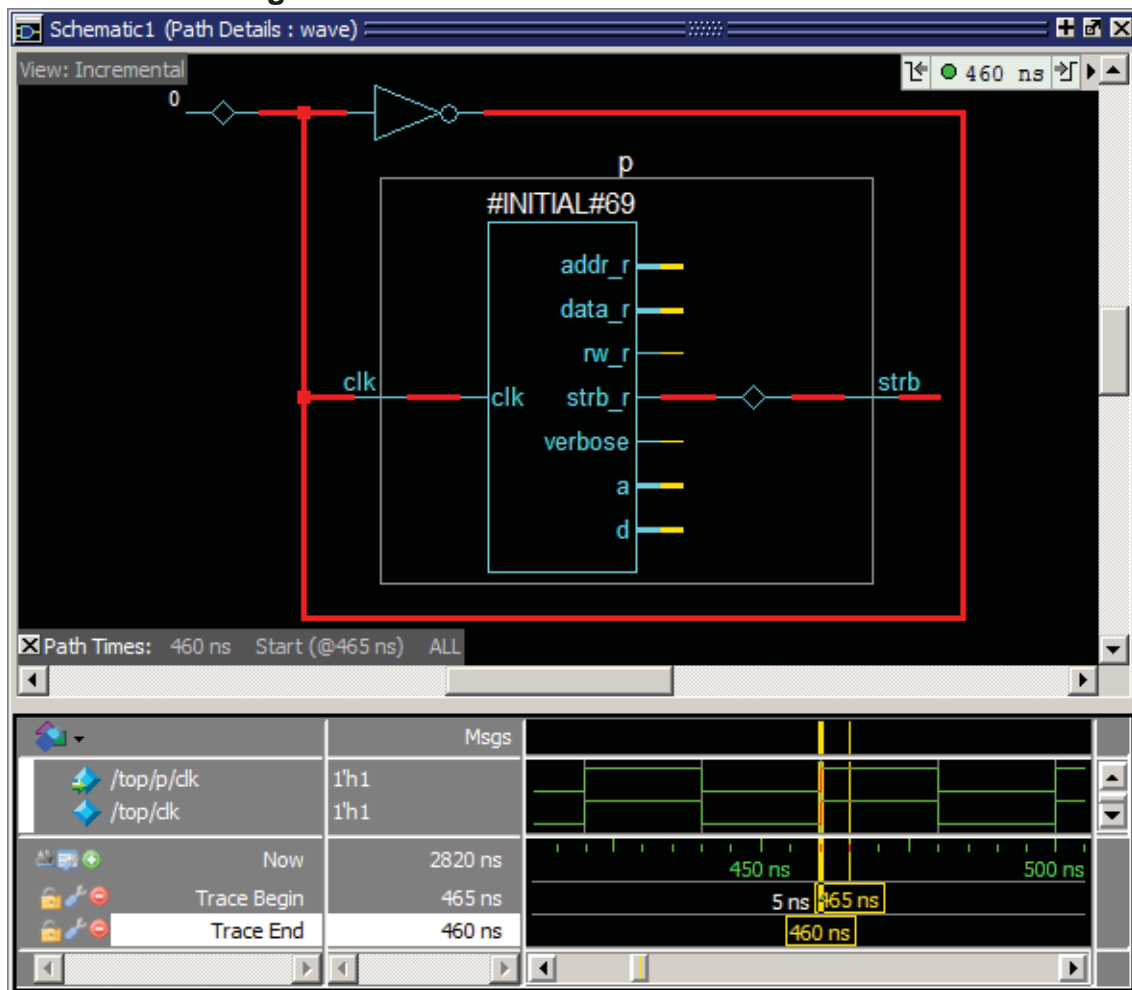 g
Schematic1 (Path Details : wave)
View: Incremental
460 ns
0
p
#INITIAL#69
addr_r
data_r
rw_r
clk
clk
strb_r
strb
verbose
a
d
Path Times: 460 ns Start (@465 ns) ALL
Msgs
/top/p/clk 1'h1
/top/clk 1'h1
Now 2820 ns 450 ns 500 ns
Trace Begin 465 ns 5 ns 465 ns
Trace End 460 ns 460 ns